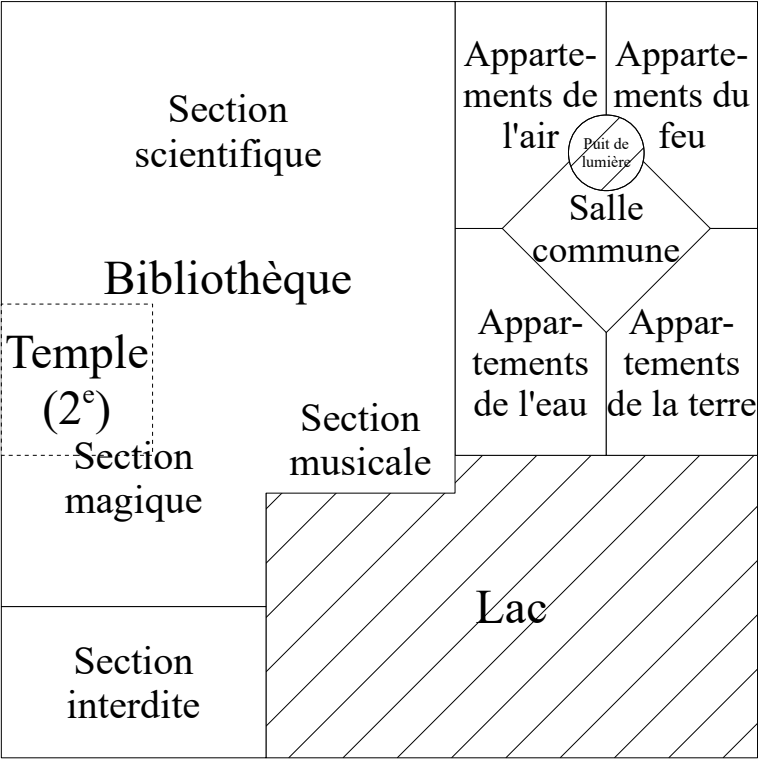 Section
scientifique
Bibliothèque
Temple
(2e)
Section
magique
Section
musicale
Section
interdite
Apparte-
ments de
l'air
Apparte-
ments du
feu
Puit de
lumière
Salle
commune
Appar-
tements
de l'eau
Appar-
tements
de la terre
Lac